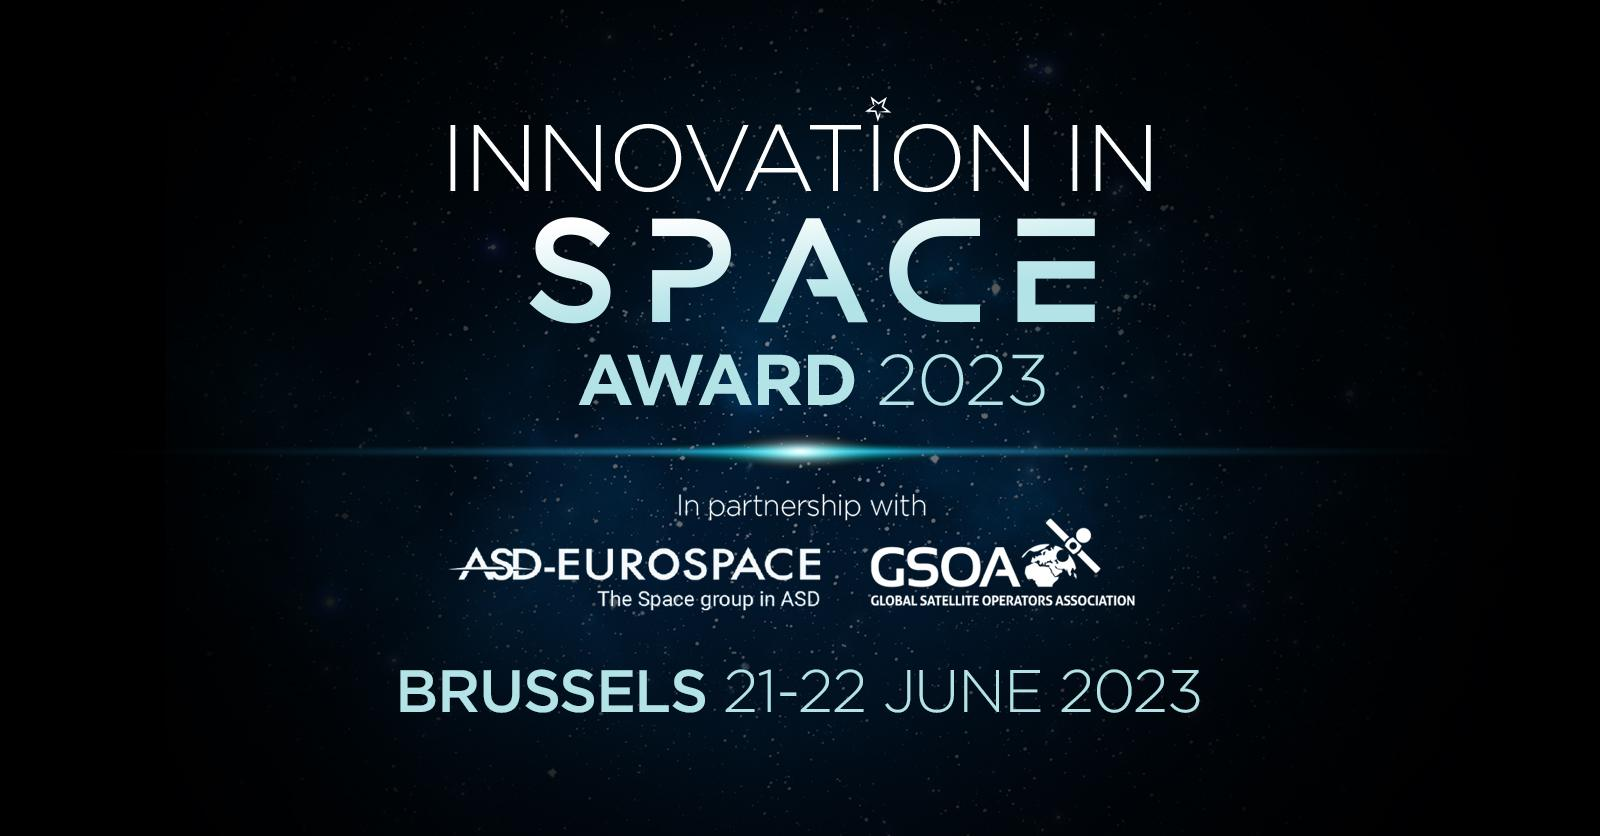 INNOVATION IN
SPACE
AWARD 2023
In partnership with
ASD-EUROSPACE
The Space group in ASD
GSOA
GLOBAL SATELLITE OPERATORS ASSOCIATION
BRUSSELS 21-22 JUNE 2023